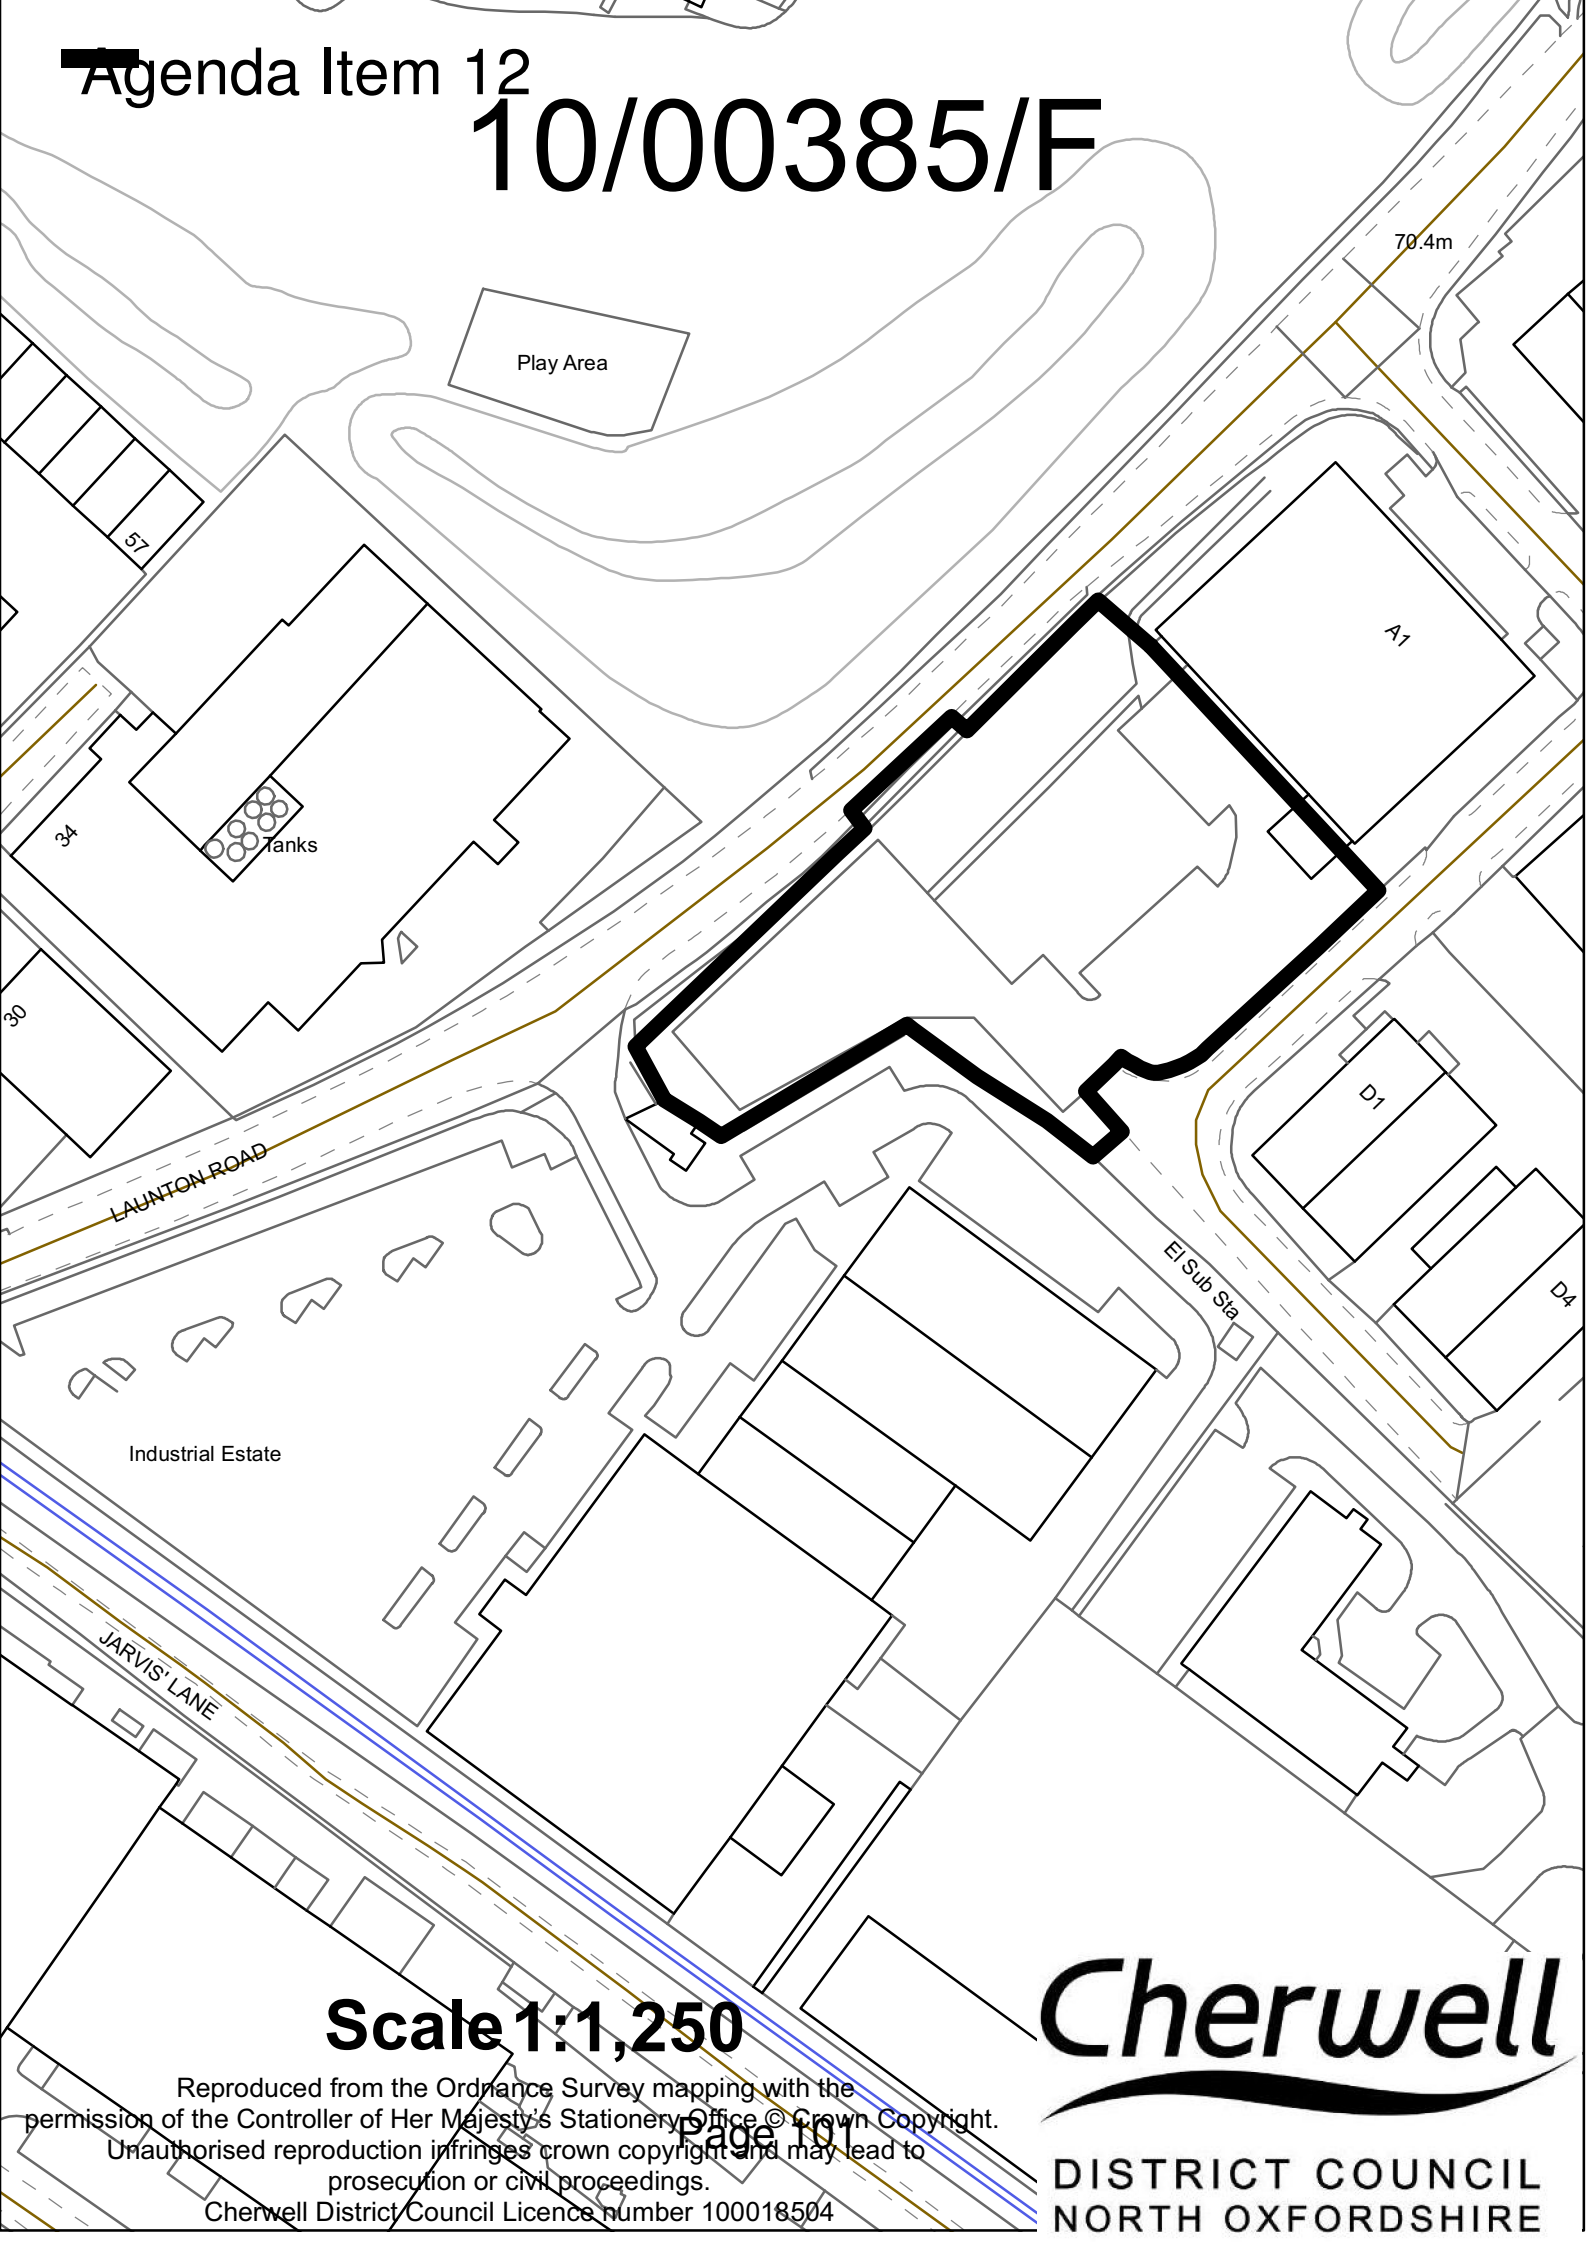 Agenda Item 12
10/00385/F
70.4m
Play Area
57
A1
34
Tanks
30
D1
LAUNTON ROAD
El Sub Sta
D4
Industrial Estate
JARVIS' LANE
Scale 1:1,250
Reproduced from the Ordnance Survey mapping with the
permission of the Controller of Her Majesty's Stationery Office © Crown Copyright.
Unauthorised reproduction infringes crown copyright and may lead to
prosecution or civil proceedings.
Cherwell District Council Licence number 100018504
Page 101
Cherwell
DISTRICT COUNCIL
NORTH OXFORDSHIRE